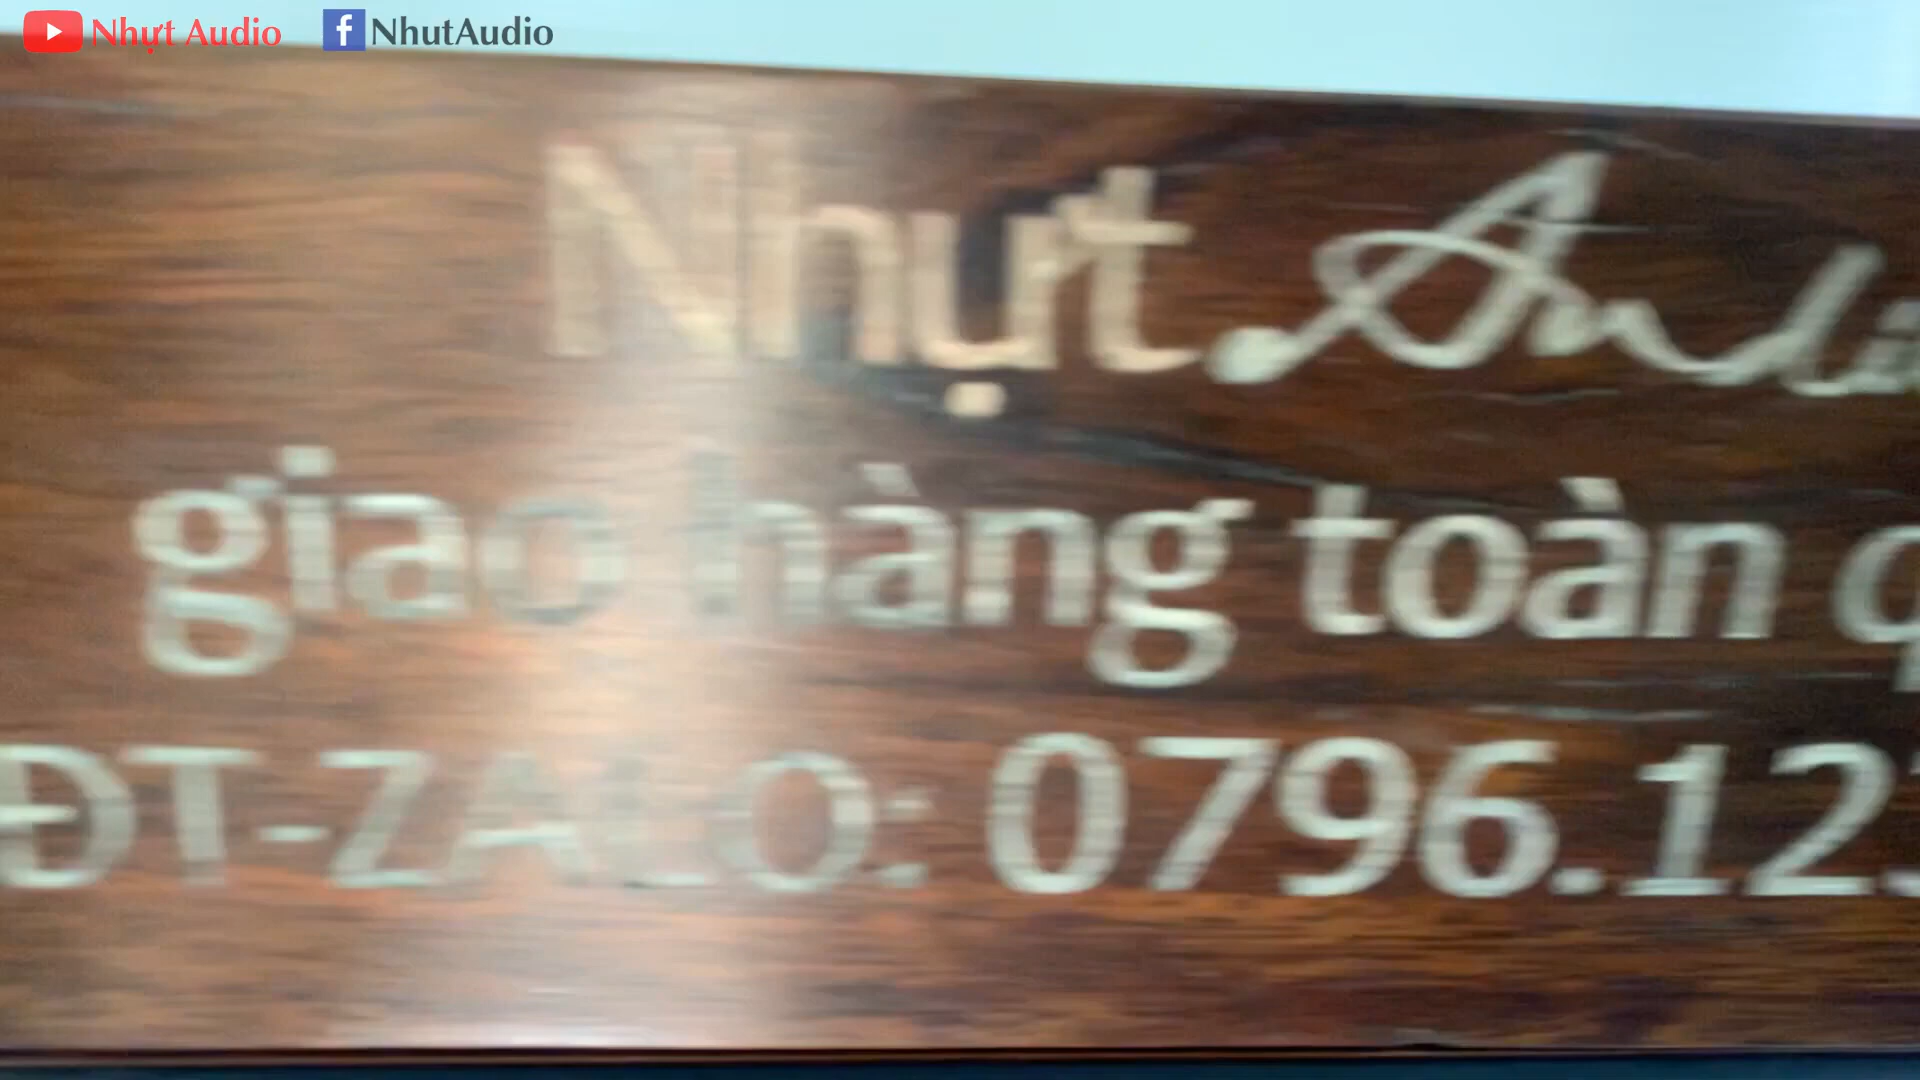 Nhựt Audio NhutAudio
Nhựt
giao hàng toàn
ĐT-ZALO: 0796.12